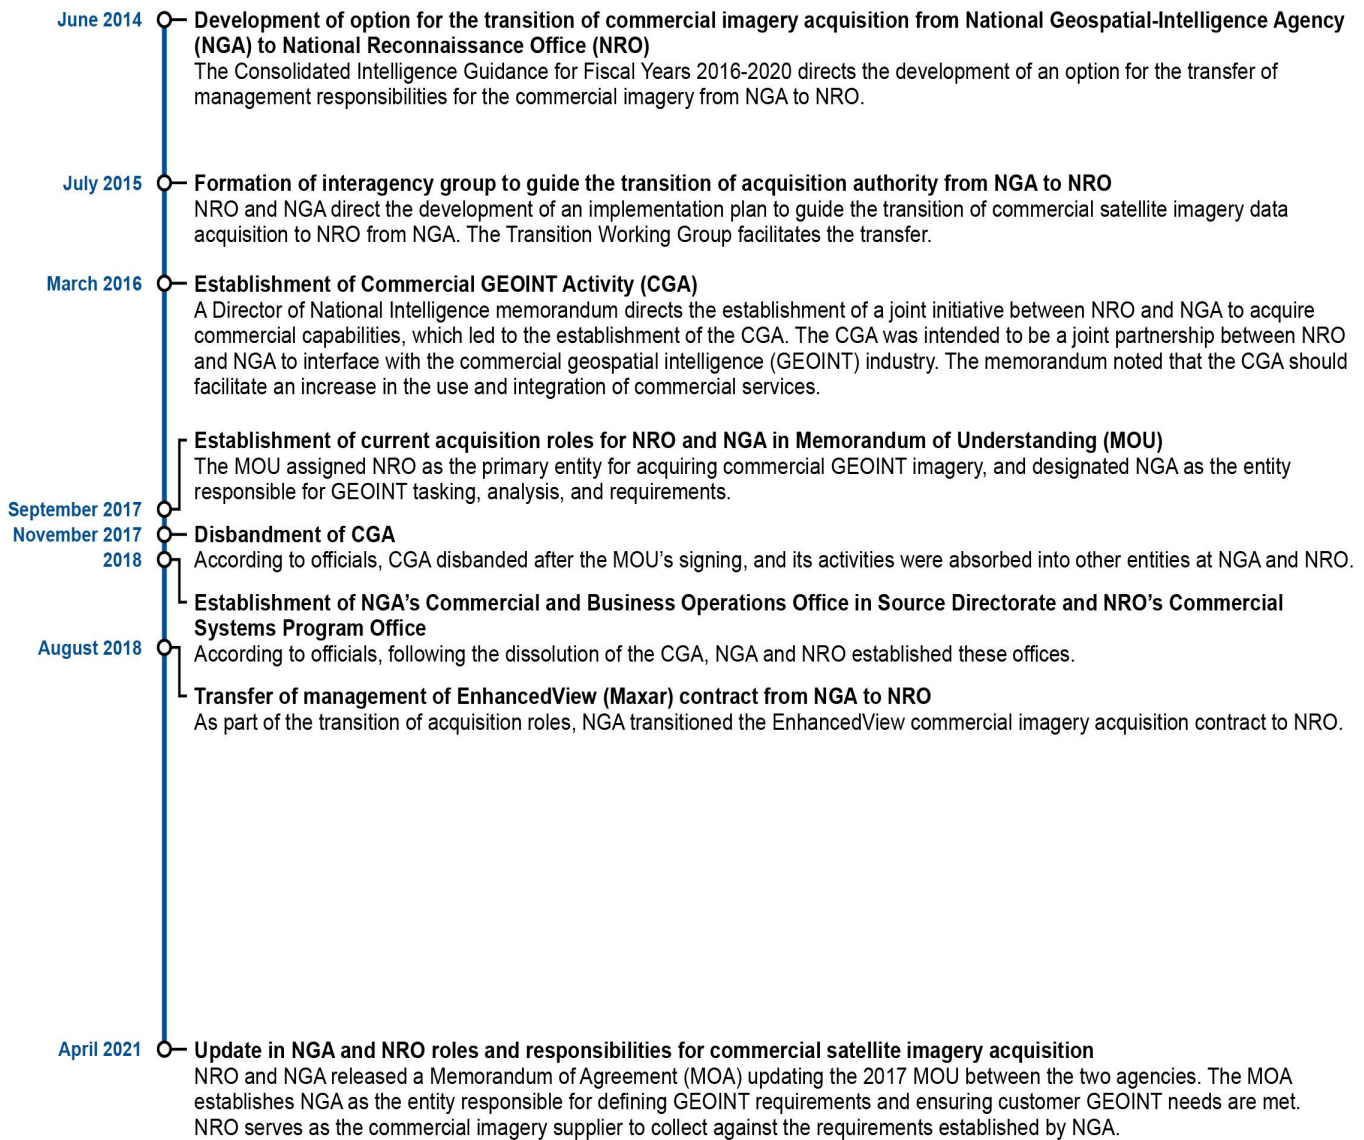 June 2014
Development of option for the transition of commercial imagery acquisition from National Geospatial-Intelligence Agency
(NGA) to National Reconnaissance Office (NRO)
The Consolidated Intelligence Guidance for Fiscal Years 2016-2020 directs the development of an option for the transfer of
management responsibilities for the commercial imagery from NGA to NRO.
July 2015
Formation of interagency group to guide the transition of acquisition authority from NGA to NRO
NRO and NGA direct the development of an implementation plan to guide the transition of commercial satellite imagery data
acquisition to NRO from NGA. The Transition Working Group facilitates the transfer.
March 2016
Establishment of Commercial GEOINT Activity (CGA)
A Director of National Intelligence memorandum directs the establishment of a joint initiative between NRO and NGA to acquire
commercial capabilities, which led to the establishment of the CGA. The CGA was intended to be a joint partnership between NRO
and NGA to interface with the commercial geospatial intelligence (GEOINT) industry. The memorandum noted that the CGA should
facilitate an increase in the use and integration of commercial services.
September 2017
Establishment of current acquisition roles for NRO and NGA in Memorandum of Understanding (MOU)
The MOU assigned NRO as the primary entity for acquiring commercial GEOINT imagery, and designated NGA as the entity
responsible for GEOINT tasking, analysis, and requirements.
November 2017
Disbandment of CGA
According to officials, CGA disbanded after the MOU's signing, and its activities were absorbed into other entities at NGA and NRO.
2018
Establishment of NGA's Commercial and Business Operations Office in Source Directorate and NRO's Commercial
Systems Program Office
According to officials, following the dissolution of the CGA, NGA and NRO established these offices.
August 2018
Transfer of management of EnhancedView (Maxar) contract from NGA to NRO
As part of the transition of acquisition roles, NGA transitioned the EnhancedView commercial imagery acquisition contract to NRO.
April 2021
Update in NGA and NRO roles and responsibilities for commercial satellite imagery acquisition
NRO and NGA released a Memorandum of Agreement (MOA) updating the 2017 MOU between the two agencies. The MOA
establishes NGA as the entity responsible for defining GEOINT requirements and ensuring customer GEOINT needs are met.
NRO serves as the commercial imagery supplier to collect against the requirements established by NGA.